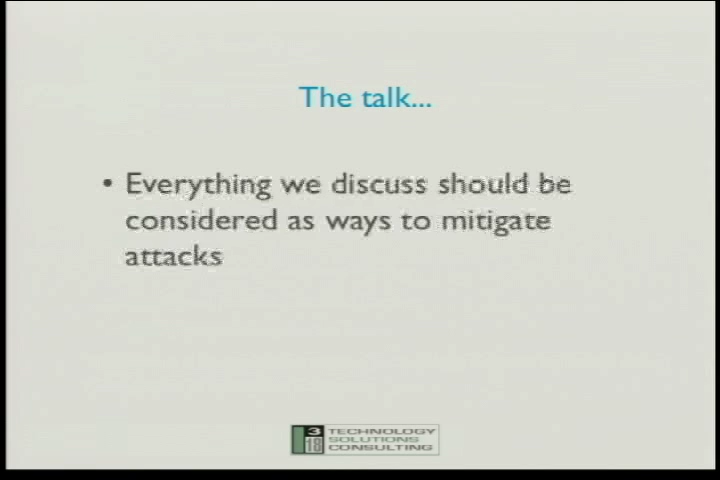 The talk...
• Everything we discuss should be
considered as ways to mitigate
attacks
3
18
TECHNOLOGY
SOLUTIONS
CONSULTING